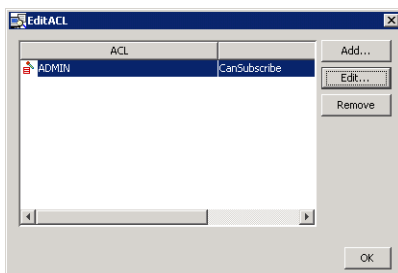 EditACL
ACL
Add...
ADMIN CanSubscribe
Edit...
Remove
OK